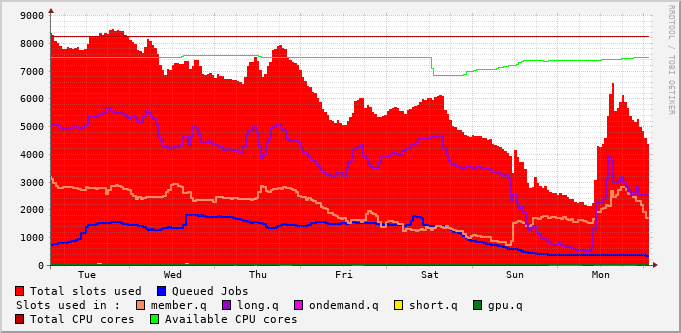 9000
8000
7000
6000
5000
4000
3000
2000
1000
0
Tue Wed Thu Fri Sat Sun Mon
RRDTOOL / TOBI OETIKER
Total slots used Queued Jobs
Slots used in : member.q long.q ondemand.q short.q gpu.q
Total CPU cores Available CPU cores